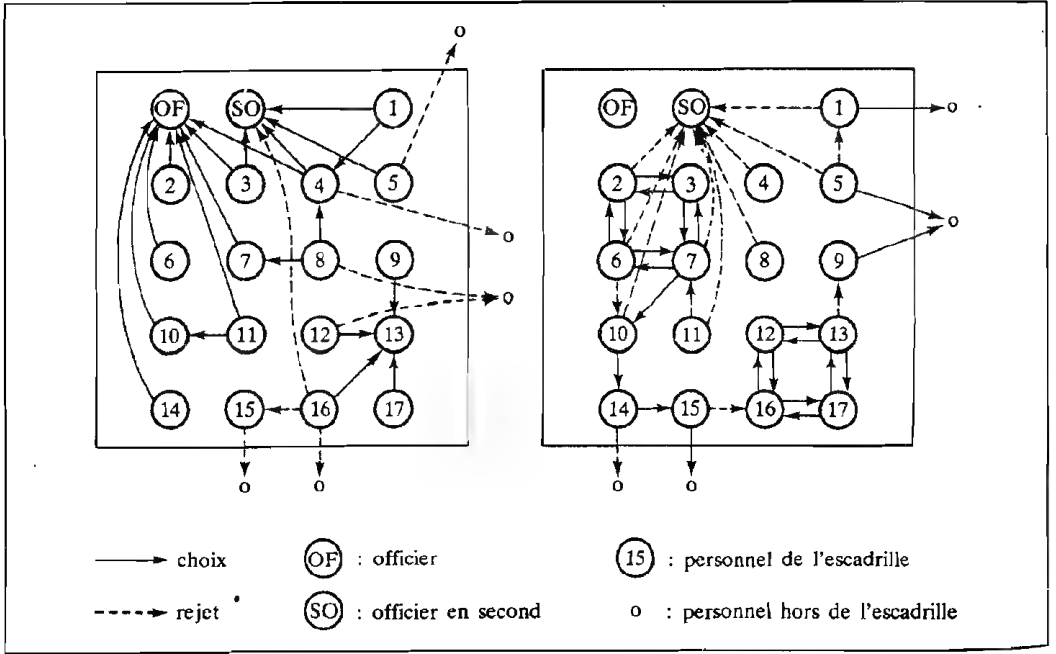 o
OF SO 1
2 3 4 5
o
6 7 8 9
o
10 11 12 13
14 15 16 17
o o
OF SO 1 o
2 3 4 5
o
6 7 8 9
10 11 12 13
14 15 16 17
o o
choix OF : officier 15 : personnel de l'escadrille
rejet SO : officier en second o : personnel hors de l'escadrille